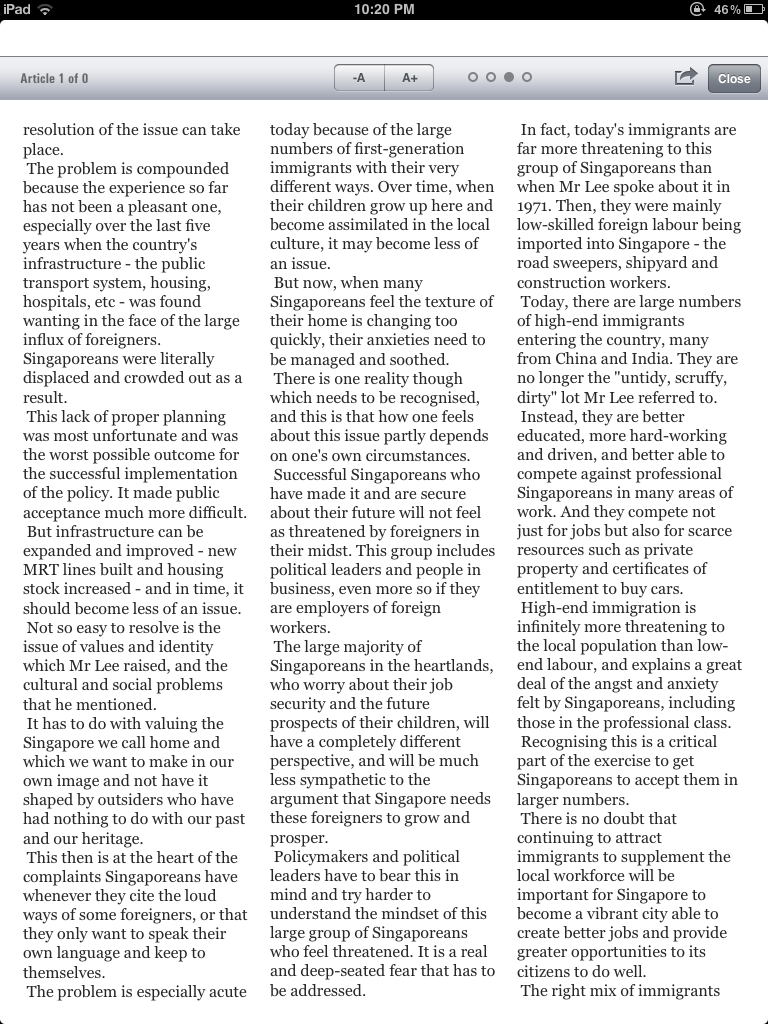 iPad
10:20 PM
46%
Article 1 of 0
-A
A+
Close
resolution of the issue can take
place.
The problem is compounded
because the experience so far
has not been a pleasant one,
especially over the last five
years when the country's
infrastructure - the public
transport system, housing,
hospitals, etc - was found
wanting in the face of the large
influx of foreigners.
Singaporeans were literally
displaced and crowded out as a
result.
This lack of proper planning
was most unfortunate and was
the worst possible outcome for
the successful implementation
of the policy. It made public
acceptance much more difficult.
But infrastructure can be
expanded and improved - new
MRT lines built and housing
stock increased - and in time, it
should become less of an issue.
Not so easy to resolve is the
issue of values and identity
which Mr Lee raised, and the
cultural and social problems
that he mentioned.
It has to do with valuing the
Singapore we call home and
which we want to make in our
own image and not have it
shaped by outsiders who have
had nothing to do with our past
and our heritage.
This then is at the heart of the
complaints Singaporeans have
whenever they cite the loud
ways of some foreigners, or that
they only want to speak their
own language and keep to
themselves.
The problem is especially acute
today because of the large
numbers of first-generation
immigrants with their very
different ways. Over time, when
their children grow up here and
become assimilated in the local
culture, it may become less of
an issue.
But now, when many
Singaporeans feel the texture of
their home is changing too
quickly, their anxieties need to
be managed and soothed.
There is one reality though
which needs to be recognised,
and this is that how one feels
about this issue partly depends
on one's own circumstances.
Successful Singaporeans who
have made it and are secure
about their future will not feel
as threatened by foreigners in
their midst. This group includes
political leaders and people in
business, even more so if they
are employers of foreign
workers.
The large majority of
Singaporeans in the heartlands,
who worry about their job
security and the future
prospects of their children, will
have a completely different
perspective, and will be much
less sympathetic to the
argument that Singapore needs
these foreigners to grow and
prosper.
Policymakers and political
leaders have to bear this in
mind and try harder to
understand the mindset of this
large group of Singaporeans
who feel threatened. It is a real
and deep-seated fear that has to
be addressed.
In fact, today's immigrants are
far more threatening to this
group of Singaporeans than
when Mr Lee spoke about it in
1971. Then, they were mainly
low-skilled foreign labour being
imported into Singapore - the
road sweepers, shipyard and
construction workers.
Today, there are large numbers
of high-end immigrants
entering the country, many
from China and India. They are
no longer the "untidy, scruffy,
dirty" lot Mr Lee referred to.
Instead, they are better
educated, more hard-working
and driven, and better able to
compete against professional
Singaporeans in many areas of
work. And they compete not
just for jobs but also for scarce
resources such as private
property and certificates of
entitlement to buy cars.
High-end immigration is
infinitely more threatening to
the local population than low-
end labour, and explains a great
deal of the angst and anxiety
felt by Singaporeans, including
those in the professional class.
Recognising this is a critical
part of the exercise to get
Singaporeans to accept them in
larger numbers.
There is no doubt that
continuing to attract
immigrants to supplement the
local workforce will be
important for Singapore to
become a vibrant city able to
create better jobs and provide
greater opportunities to its
citizens to do well.
The right mix of immigrants